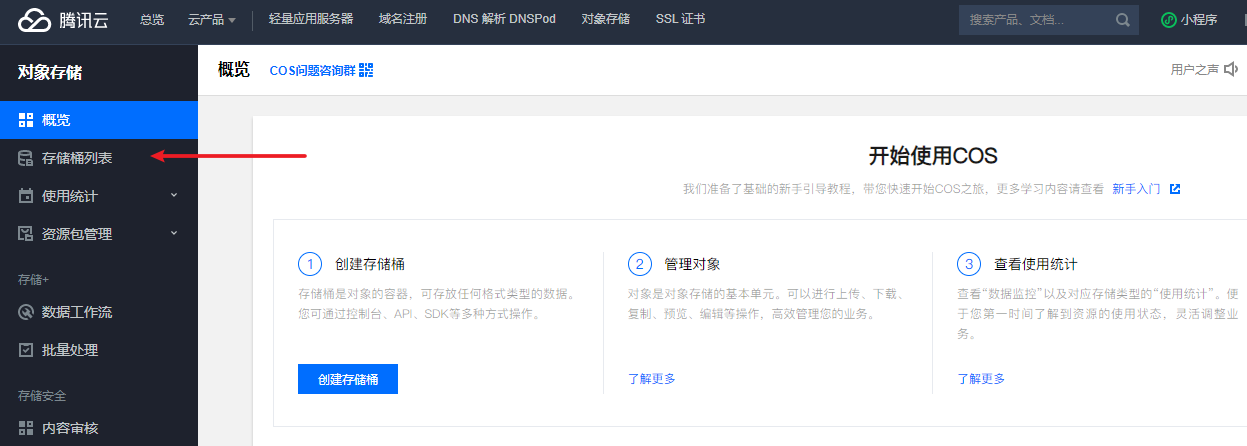 腾讯云 总览 云产品 轻量应用服务器 域名注册 DNS 解析 DNSPod 对象存储 SSL 证书 搜索产品、文档... 小程序
对象存储
概览
存储桶列表
使用统计
资源包管理
存储+
数据工作流
批量处理
存储安全
内容审核
概览 COS问题咨询群 用户之声
开始使用COS
我们准备了基础的新手引导教程，带您快速开始COS之旅，更多学习内容请查看 新手入门
1 创建存储桶
存储桶是对象的容器，可存放任何格式类型的数据。
您可通过控制台、API、SDK等多种方式操作。
创建存储桶
2 管理对象
对象是对象存储的基本单元。可以进行上传、下载、
复制、预览、编辑等操作，高效管理您的业务。
了解更多
3 查看使用统计
查看“数据监控”以及对应存储类型的“使用统计”。便
于您第一时间了解到资源的使用状态，灵活调整业
务。
了解更多